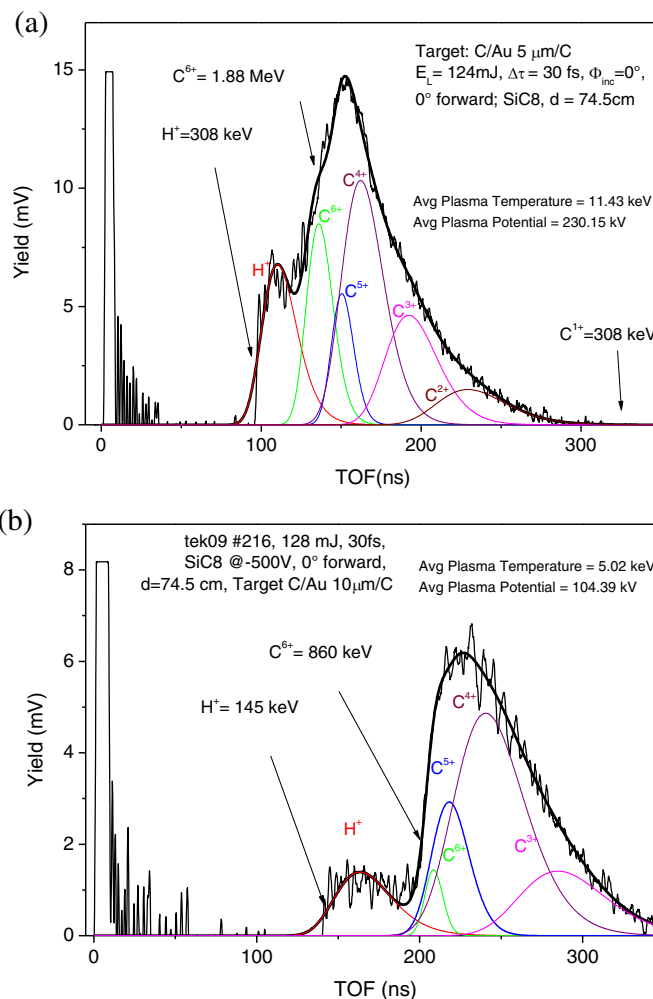 (a)
Target: C/Au 5 μm/C
E_L= 124mJ, Δτ = 30 fs, Φ_inc=0°,
0° forward; SiC8, d = 74.5cm
C⁶⁺= 1.88 MeV
H⁺=308 keV
Avg Plasma Temperature = 11.43 keV
Avg Plasma Potential = 230.15 kV
C⁴⁺
C⁶⁺
H⁺
C⁵⁺
C³⁺
C¹⁺=308 keV
C²⁺
Yield (mV)
15
10
5
0
0 100 200 300
TOF(ns)
(b)
tek09 #216, 128 mJ, 30fs,
SiC8 @-500V, 0° forward,
d=74.5 cm, Target C/Au 10μm/C
Avg Plasma Temperature = 5.02 keV
Avg Plasma Potential = 104.39 kV
C⁶⁺= 860 keV
H⁺= 145 keV
C⁴⁺
C⁵⁺
H⁺
C⁶⁺
C³⁺
Yield (mV)
8
6
4
2
0
0 100 200 300
TOF (ns)